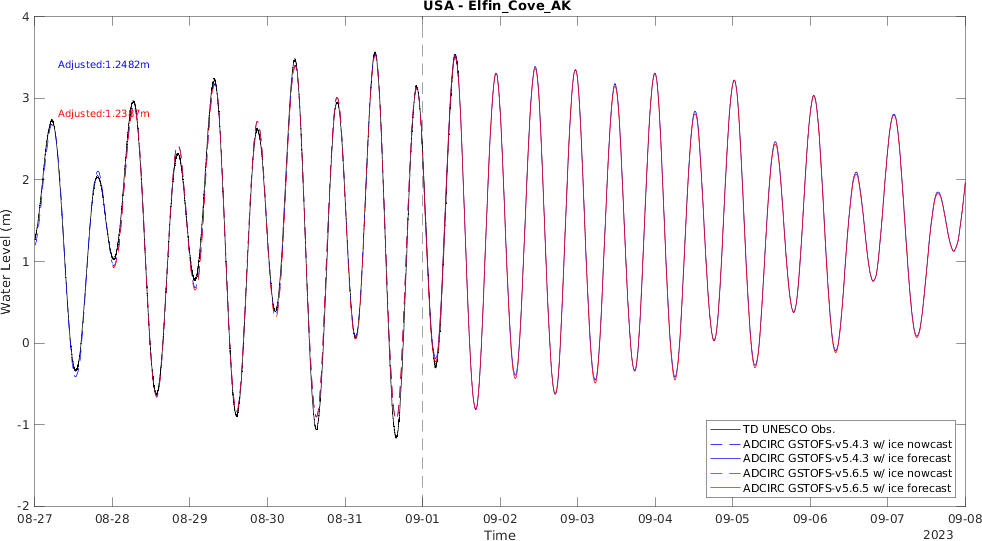 USA - Elfin_Cove_AK
4
3
2
1
0
-1
-2
Water Level (m)
Adjusted:1.2482m
TD UNESCO Obs.
ADCIRC GSTOFS-v5.4.3 w/ ice nowcast
ADCIRC GSTOFS-v5.4.3 w/ ice forecast
ADCIRC GSTOFS-v5.6.5 w/ ice nowcast
ADCIRC GSTOFS-v5.6.5 w/ ice forecast
08-27 08-28 08-29 08-30 08-31 09-01 09-02 09-03 09-04 09-05 09-06 09-07 09-08
Time
2023